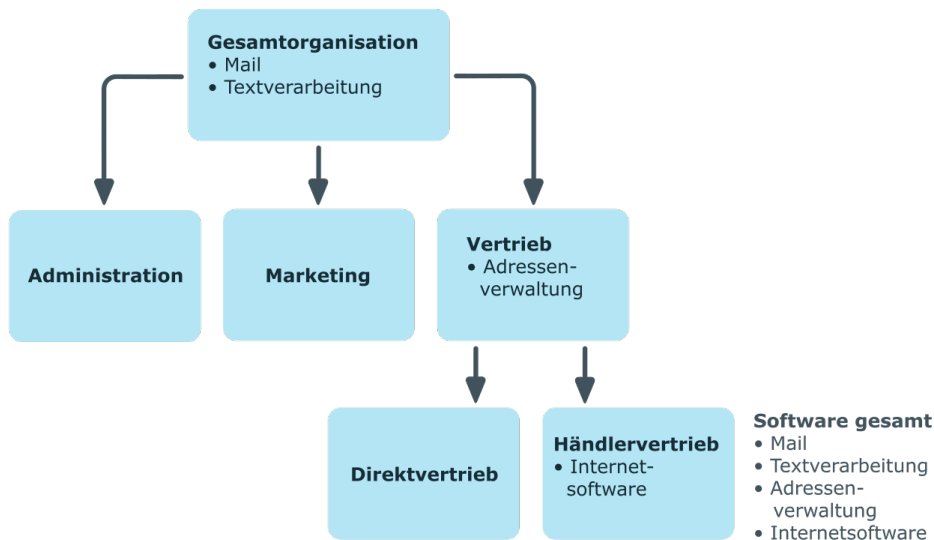 Gesamtorganisation
• Mail
• Textverarbeitung
Administration
Marketing
Vertrieb
• Adressen-
verwaltung
Direktvertrieb
Händlervertrieb
• Internet-
software
Software gesamt
• Mail
• Textverarbeitung
• Adressen-
verwaltung
• Internetsoftware